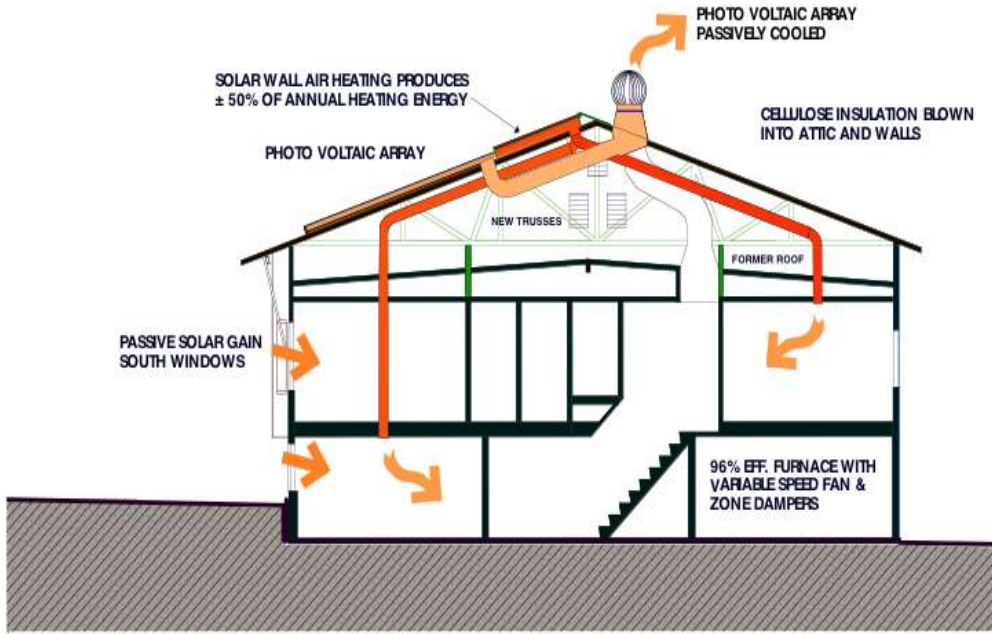 PHOTO VOLTAIC ARRAY
PASSIVELY COOLED
SOLAR WALL AIR HEATING PRODUCES
± 50% OF ANNUAL HEATING ENERGY
CELLULOSE INSULATION BLOWN
INTO ATTIC AND WALLS
PHOTO VOLTAIC ARRAY
NEW TRUSSES
FORMER ROOF
PASSIVE SOLAR GAIN
SOUTH WINDOWS
96% EFF. FURNACE WITH
VARIABLE SPEED FAN &
ZONE DAMPERS